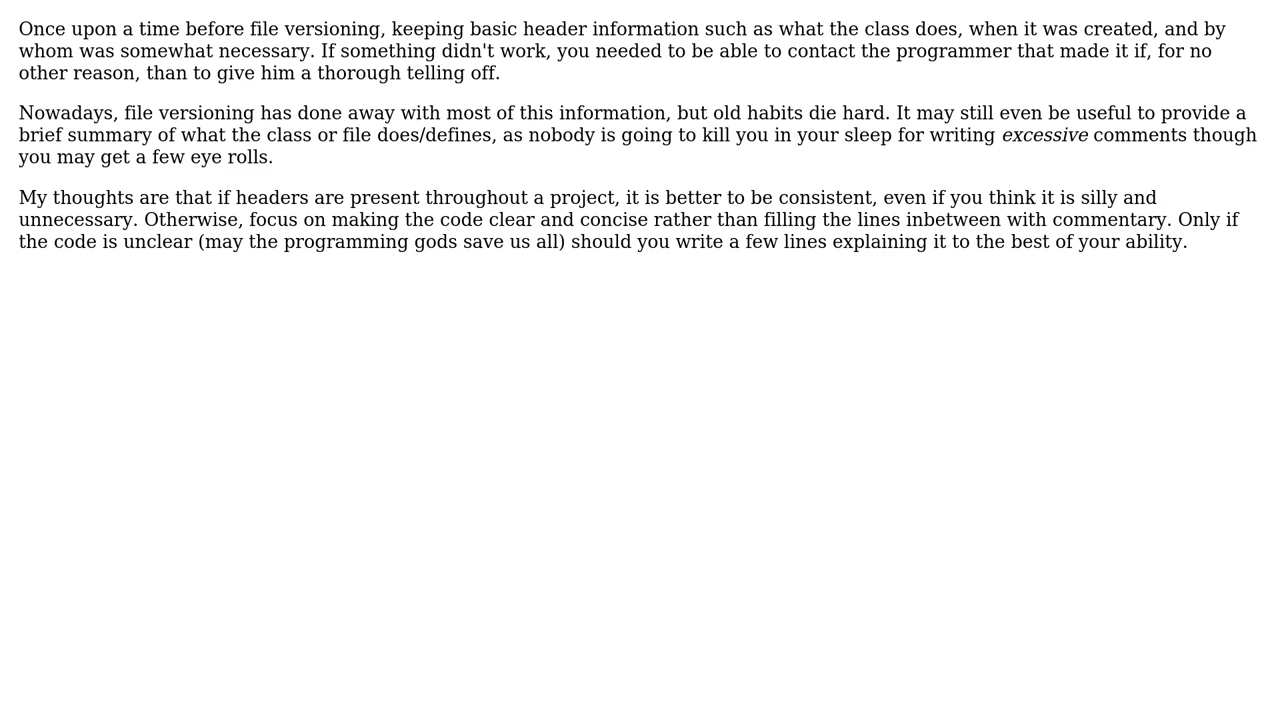 Once upon a time before file versioning, keeping basic header information such as what the class does, when it was created, and by
whom was somewhat necessary. If something didn't work, you needed to be able to contact the programmer that made it if, for no
other reason, than to give him a thorough telling off.
Nowadays, file versioning has done away with most of this information, but old habits die hard. It may still even be useful to provide a
brief summary of what the class or file does/defines, as nobody is going to kill you in your sleep for writing excessive comments though
you may get a few eye rolls.
My thoughts are that if headers are present throughout a project, it is better to be consistent, even if you think it is silly and
unnecessary. Otherwise, focus on making the code clear and concise rather than filling the lines inbetween with commentary. Only if
the code is unclear (may the programming gods save us all) should you write a few lines explaining it to the best of your ability.